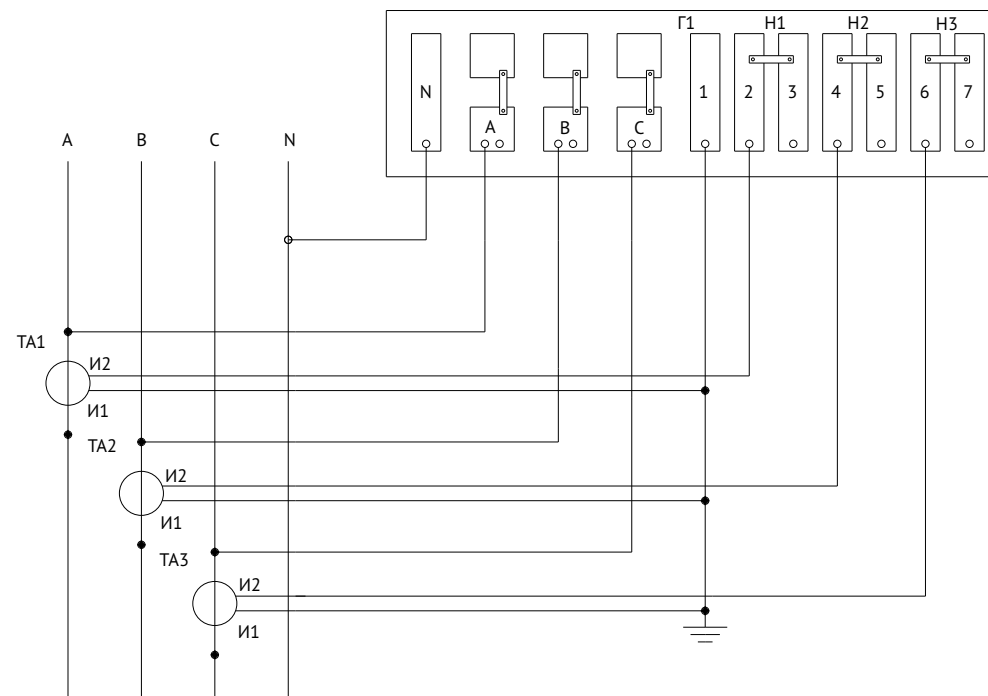 Г1 Н1 Н2 Н3
N 1 2 3 4 5 6 7
А В С
А В С N
ТА1
И2
И1
ТА2
И2
И1
ТА3
И2
И1